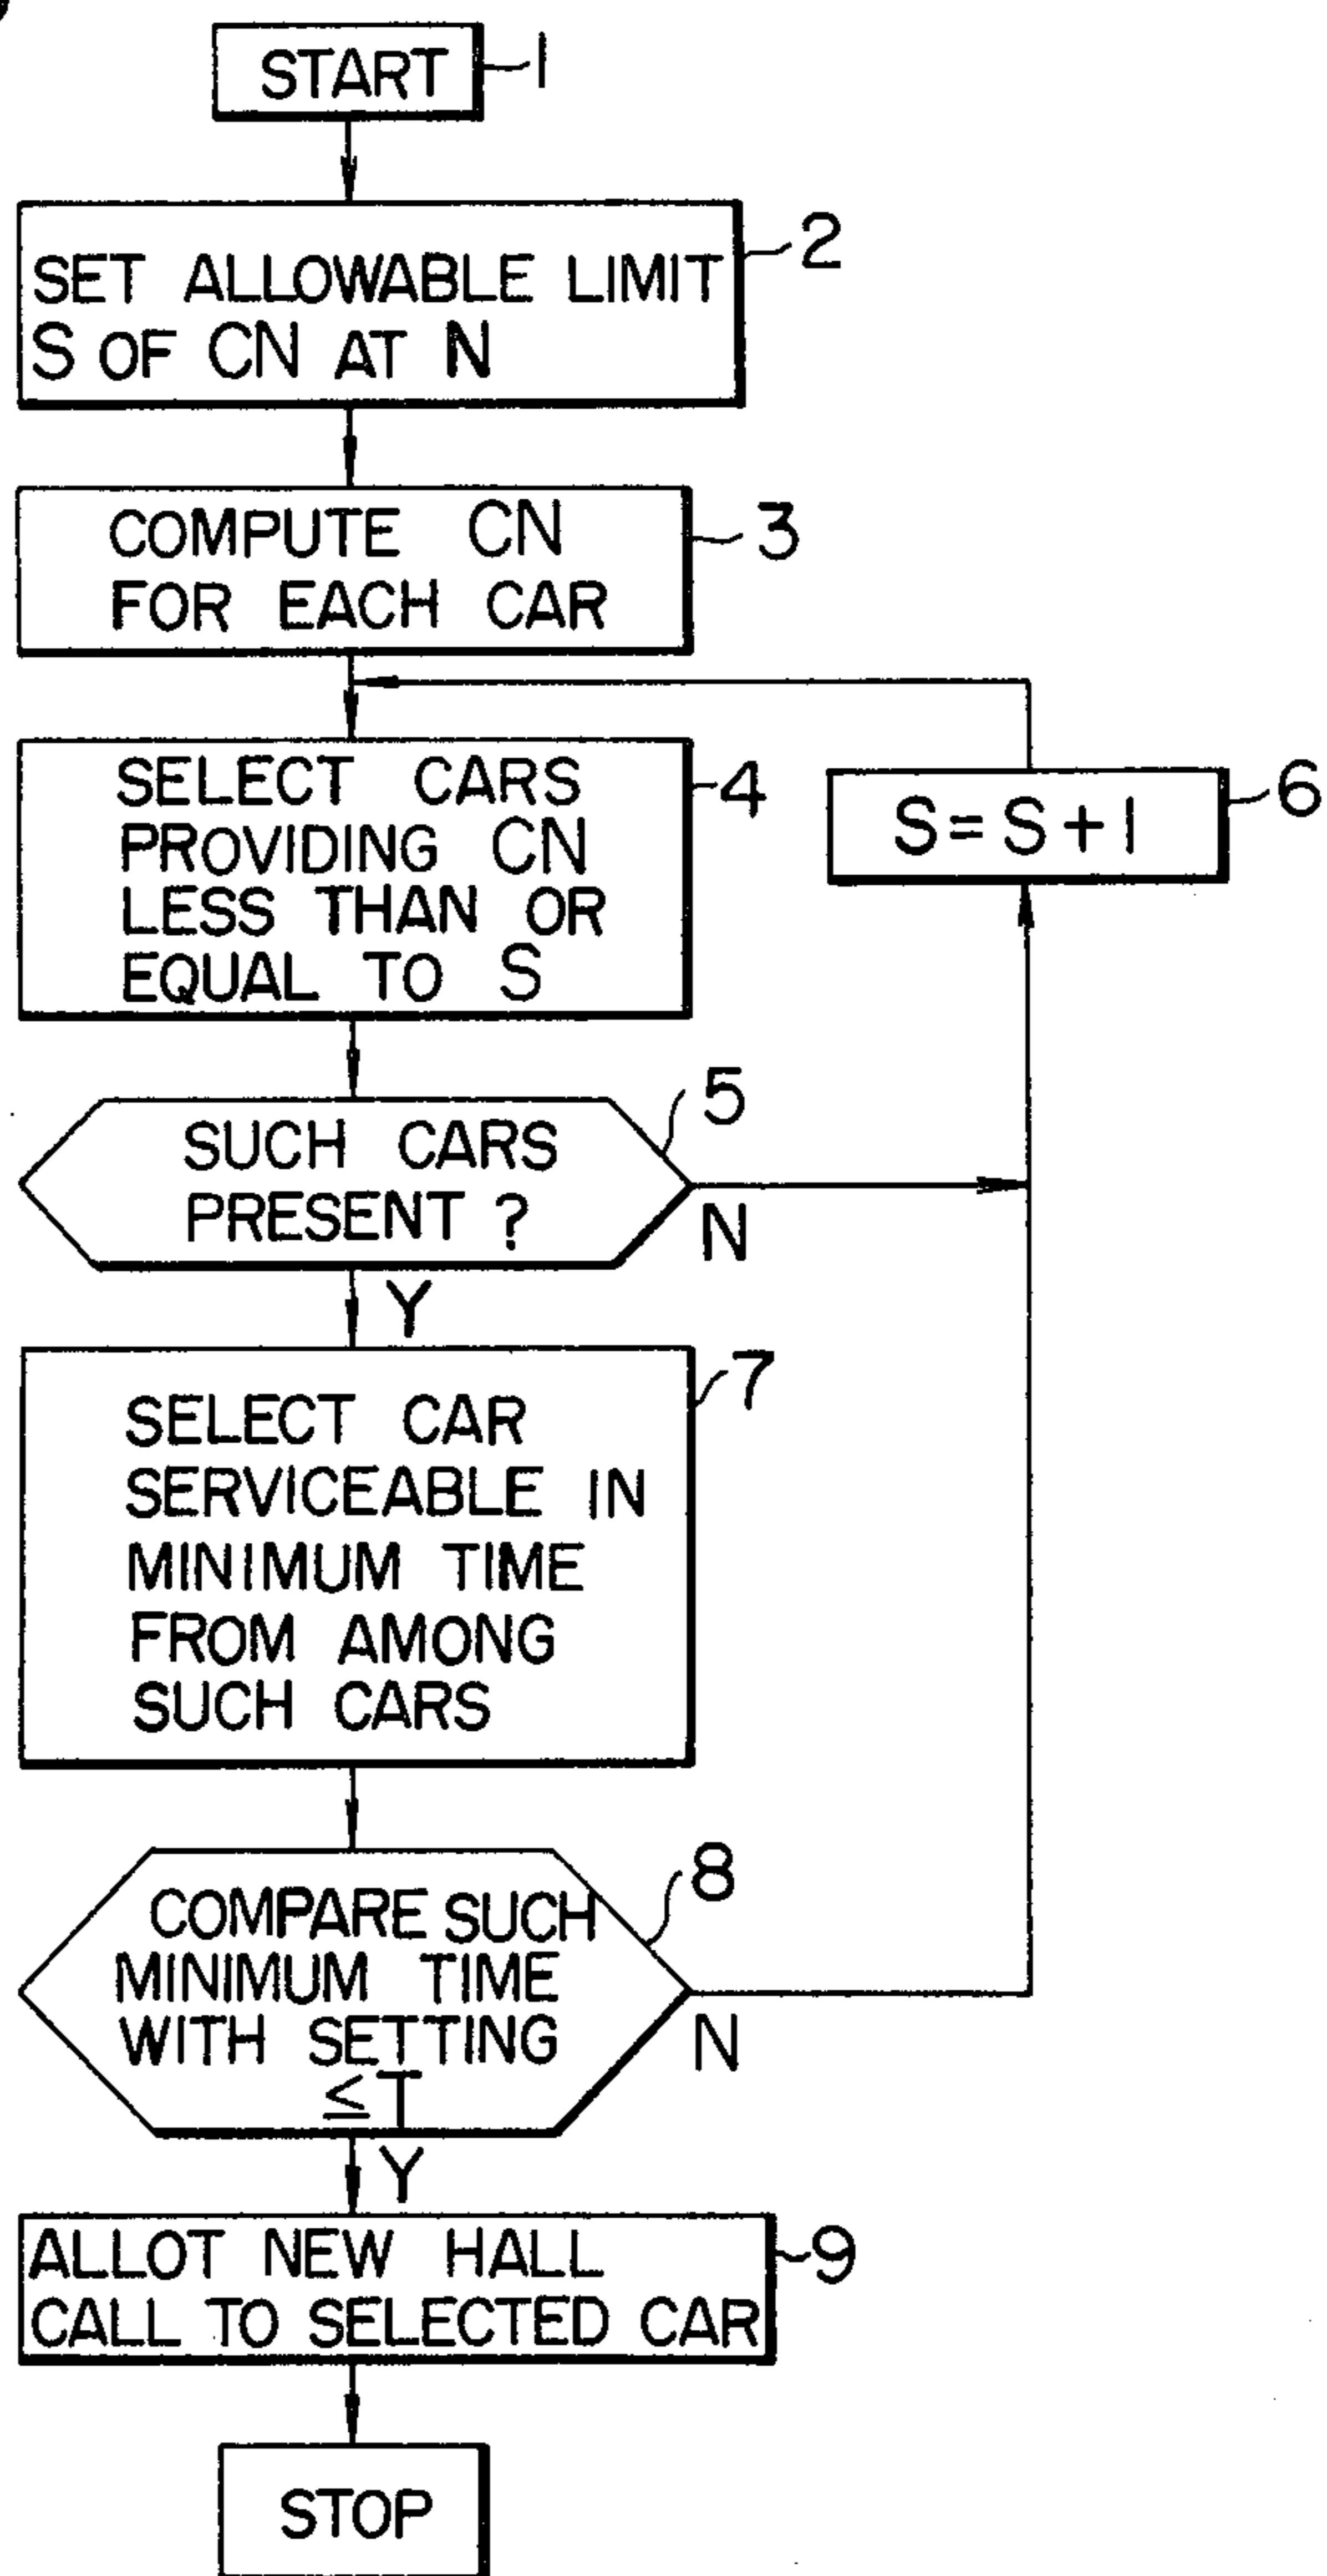 START 1
SET ALLOWABLE LIMIT 2
S OF CN AT N
COMPUTE CN 3
FOR EACH CAR
SELECT CARS 4
PROVIDING CN
LESS THAN OR
EQUAL TO S
S = S + 1 6
SUCH CARS 5
PRESENT ?
N
Y
SELECT CAR 7
SERVICEABLE IN
MINIMUM TIME
FROM AMONG
SUCH CARS
COMPARE SUCH 8
MINIMUM TIME
WITH SETTING
≤ T
N
Y
ALLOT NEW HALL 9
CALL TO SELECTED CAR
STOP